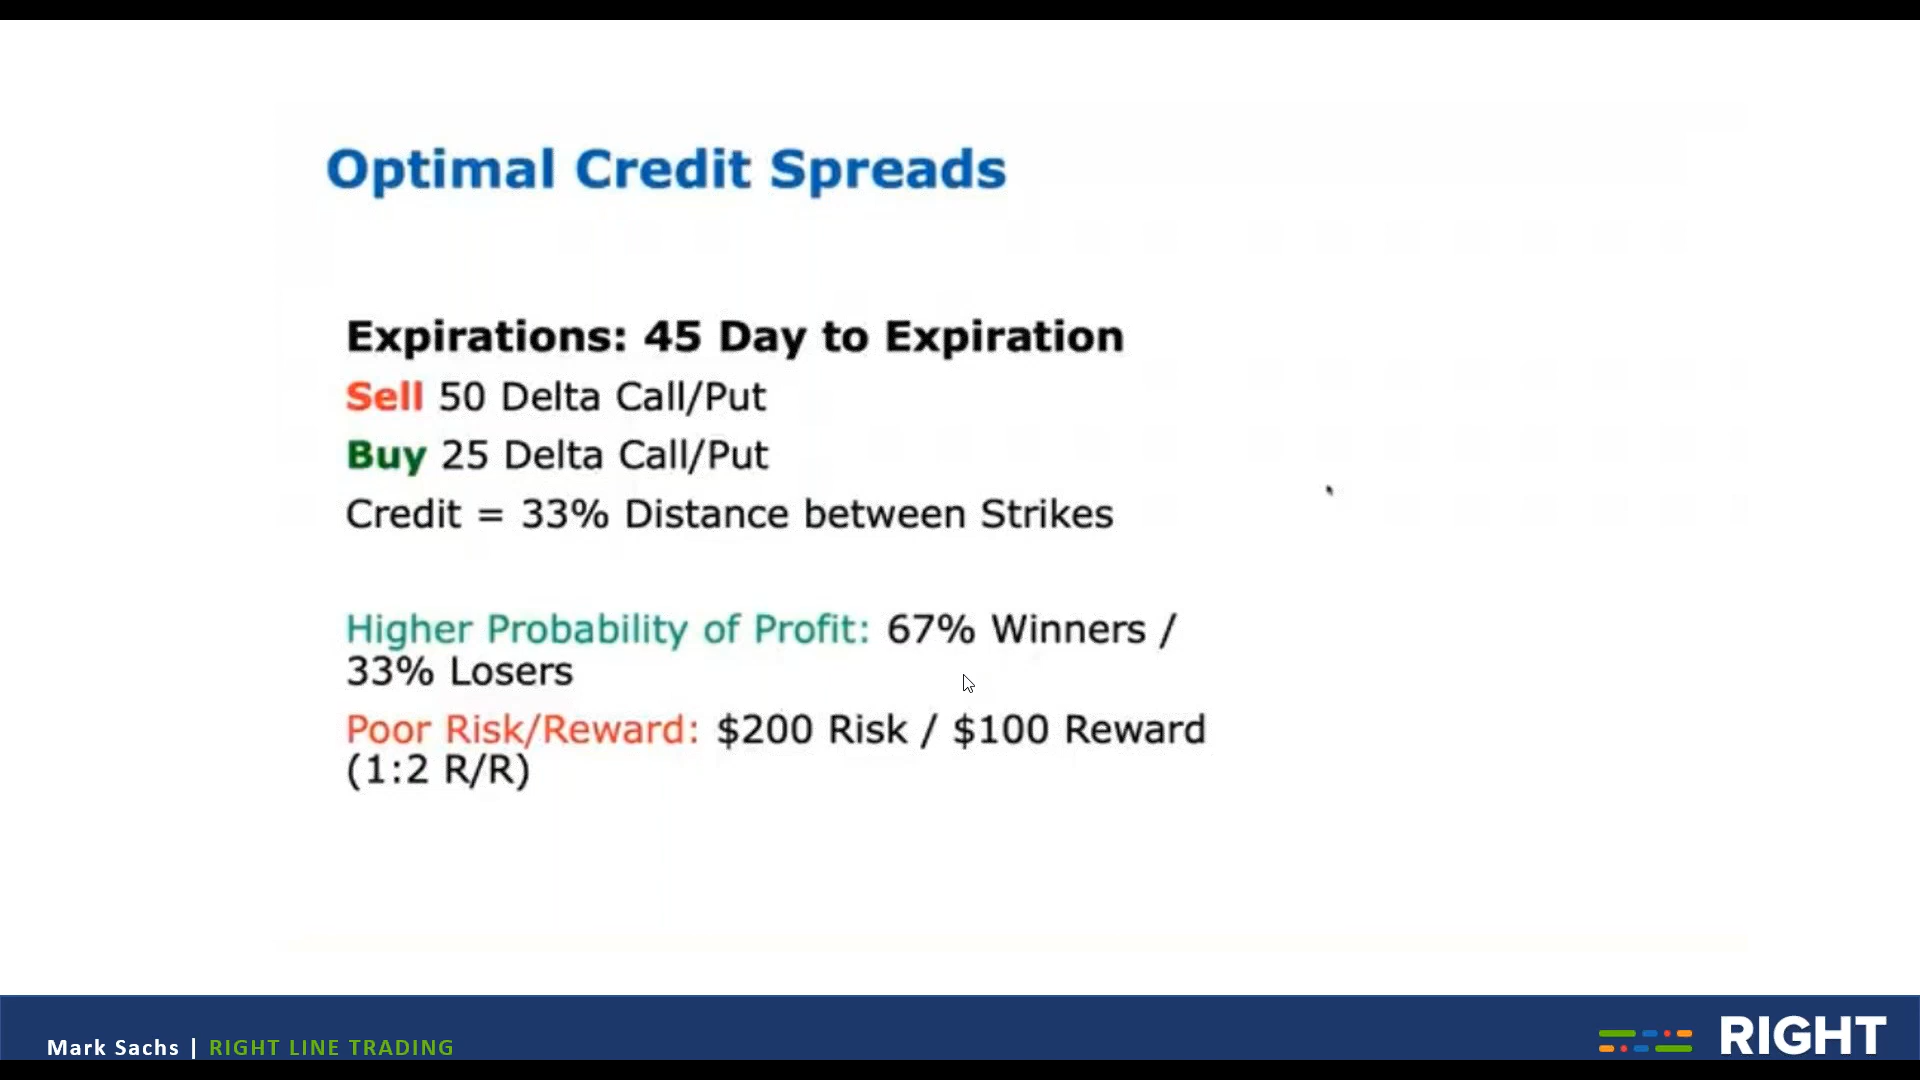 Optimal Credit Spreads
Expirations: 45 Day to Expiration
Sell 50 Delta Call/Put
Buy 25 Delta Call/Put
Credit = 33% Distance between Strikes
Higher Probability of Profit: 67% Winners /
33% Losers
Poor Risk/Reward: $200 Risk / $100 Reward
(1:2 R/R)
Mark Sachs | RIGHT LINE TRADING
RIGHT